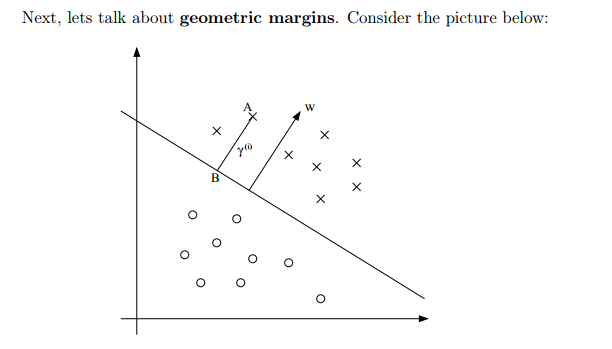 Next, lets talk about geometric margins. Consider the picture below:
A
w
γ(i)
B